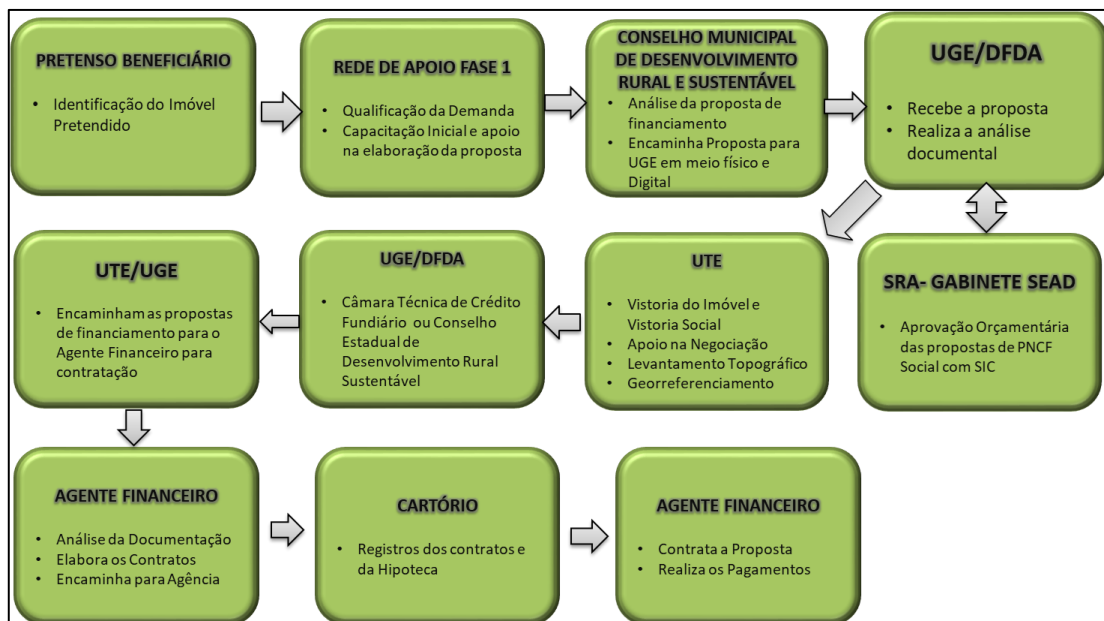 PRETENSO BENEFICIÁRIO
• Identificação do Imóvel
Pretendido
REDE DE APOIO FASE 1
• Qualificação da Demanda
• Capacitação Inicial e apoio
na elaboração da proposta
CONSELHO MUNICIPAL
DE DESENVOLVIMENTO
RURAL E SUSTENTÁVEL
• Análise da proposta de
financiamento
• Encaminha Proposta para
UGE em meio físico e
Digital
UGE/DFDA
• Recebe a proposta
• Realiza a análise
documental
UTE/UGE
• Encaminham as propostas
de financiamento para o
Agente Financeiro para
contratação
UGE/DFDA
• Câmara Técnica de Crédito
Fundiário ou Conselho
Estadual de
Desenvolvimento Rural
Sustentável
UTE
• Vistoria do Imóvel e
Vistoria Social
• Apoio na Negociação
• Levantamento Topográfico
• Georreferenciamento
SRA- GABINETE SEAD
• Aprovação Orçamentária
das propostas de PNCF
Social com SIC
AGENTE FINANCEIRO
• Análise da Documentação
• Elabora os Contratos
• Encaminha para Agência
CARTÓRIO
• Registros dos contratos e
da Hipoteca
AGENTE FINANCEIRO
• Contrata a Proposta
• Realiza os Pagamentos